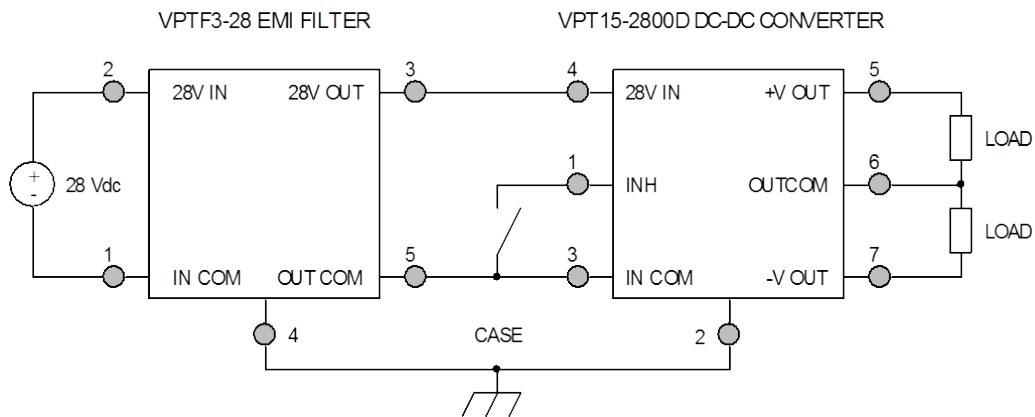 VPTF3-28 EMI FILTER
VPT15-2800D DC-DC CONVERTER
2
3
4
5
28V IN
28V OUT
28V IN
+V OUT
LOAD
+
-
28 Vdc
1
INH
OUTCOM
6
LOAD
1
5
3
7
IN COM
OUT COM
IN COM
-V OUT
4
CASE
2